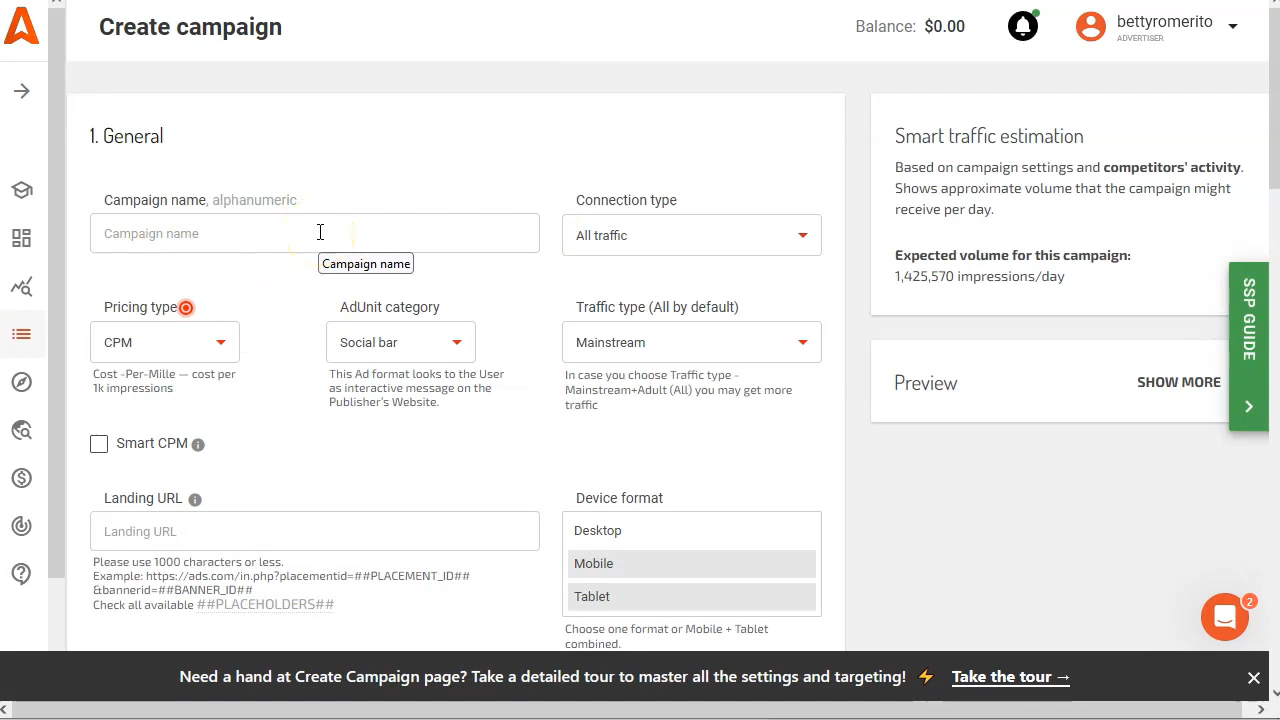 Create campaign
Balance: $0.00
bettyromerito
ADVERTISER
1. General
Campaign name, alphanumeric
Campaign name
Campaign name
Connection type
All traffic
Pricing type
CPM
Cost -Per-Mille — cost per
1k impressions
AdUnit category
Social bar
This Ad format looks to the User
as interactive message on the
Publisher's Website.
Traffic type (All by default)
Mainstream
In case you choose Traffic type -
Mainstream+Adult (All) you may get more
traffic
Smart CPM
Landing URL
Landing URL
Please use 1000 characters or less.
Example: https://ads.com/in.php?placementid=##PLACEMENT_ID##
&bannerid=##BANNER_ID##
Check all available ##PLACEHOLDERS##
Device format
Desktop
Mobile
Tablet
Choose one format or Mobile + Tablet
combined.
Smart traffic estimation
Based on campaign settings and competitors' activity.
Shows approximate volume that the campaign might
receive per day.
Expected volume for this campaign:
1,425,570 impressions/day
Preview
SHOW MORE
SSP GUIDE
2
Need a hand at Create Campaign page? Take a detailed tour to master all the settings and targeting! ⚡ Take the tour →